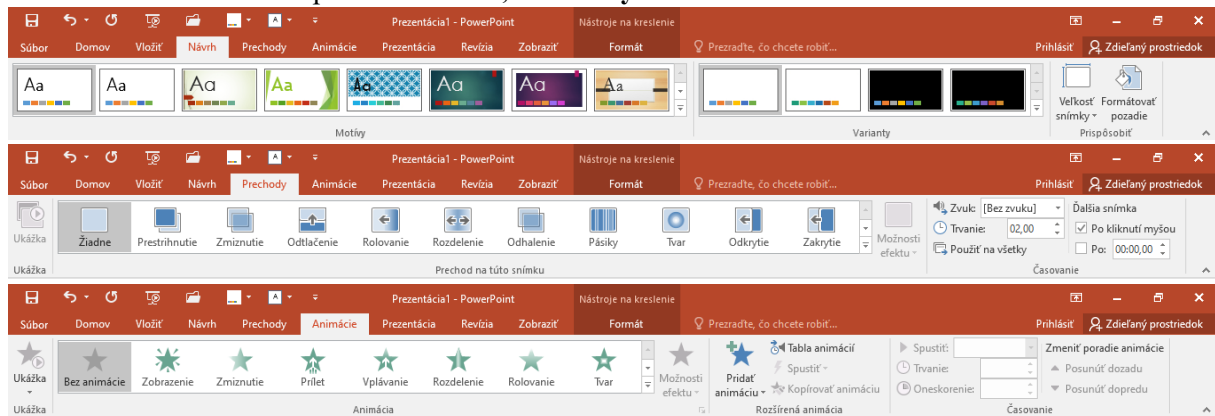 Prezentácia1 - PowerPoint Nástroje na kreslenie
Súbor Domov Vložiť Návrh Prechody Animácie Prezentácia Revízia Zobraziť Formát Prezraďte, čo chcete robiť... Prihlásiť Zdieľaný prostriedok
Aa Aa Aa Aa Aa Aa Aa Aa
Veľkosť Formátovať
snímky pozadie
Motívy Varianty Prispôsobiť
Prezentácia1 - PowerPoint Nástroje na kreslenie
Súbor Domov Vložiť Návrh Prechody Animácie Prezentácia Revízia Zobraziť Formát Prezraďte, čo chcete robiť... Prihlásiť Zdieľaný prostriedok
Zvuk: [Bez zvuku] Ďalšia snímka
Ukážka Žiadne Prestrihnutie Zmiznutie Odtlačenie Rolovanie Rozdelenie Odhalenie Pásiky Tvar Odkrytie Zakrytie Možnosti efektu Trvanie: 02,00 Po kliknutí myšou
Použiť na všetky Po: 00:00,00
Ukážka Prechod na túto snímku Časovanie
Prezentácia1 - PowerPoint Nástroje na kreslenie
Súbor Domov Vložiť Návrh Prechody Animácie Prezentácia Revízia Zobraziť Formát Prezraďte, čo chcete robiť... Prihlásiť Zdieľaný prostriedok
Tabla animácií Spustiť: Zmeniť poradie animácie
Ukážka Bez animácie Zobrazenie Zmiznutie Prílet Vplávanie Rozdelenie Rolovanie Tvar Možnosti efektu Pridať animáciu Spustiť Trvanie: Posunúť dozadu
Kopírovať animáciu Oneskorenie: Posunúť dopredu
Ukážka Animácia Rozšírená animácia Časovanie